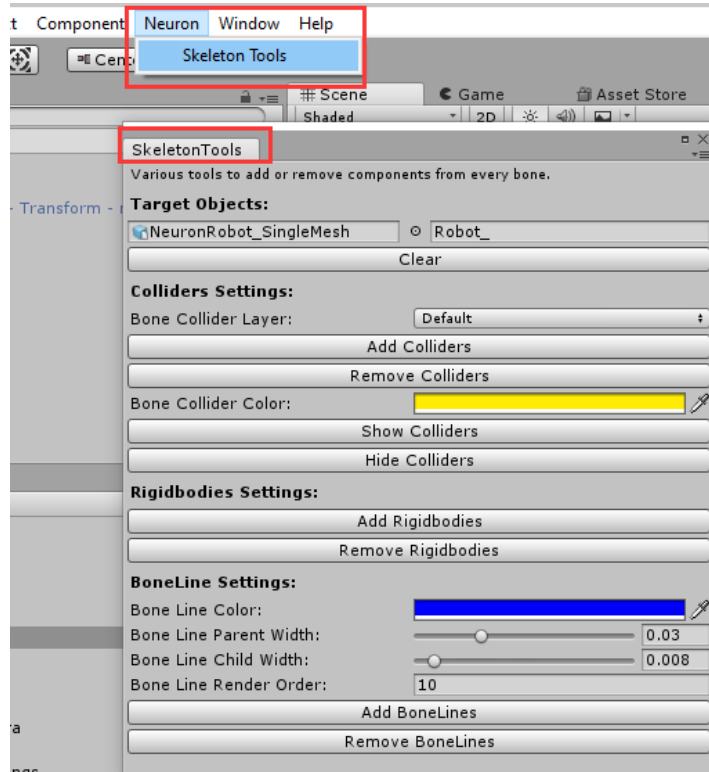 t Component Neuron Window Help
Skeleton Tools
Cen
# Scene Game Asset Store
Shaded 2D
SkeletonTools
Various tools to add or remove components from every bone.
- Transform -
Target Objects:
NeuronRobot_SingleMesh Robot_
Clear
Colliders Settings:
Bone Collider Layer: Default
Add Colliders
Remove Colliders
Bone Collider Color:
Show Colliders
Hide Colliders
Rigidbodies Settings:
Add Rigidbodies
Remove Rigidbodies
BoneLine Settings:
Bone Line Color:
Bone Line Parent Width: 0.03
Bone Line Child Width: 0.008
Bone Line Render Order: 10
Add BoneLines
ra
Remove BoneLines